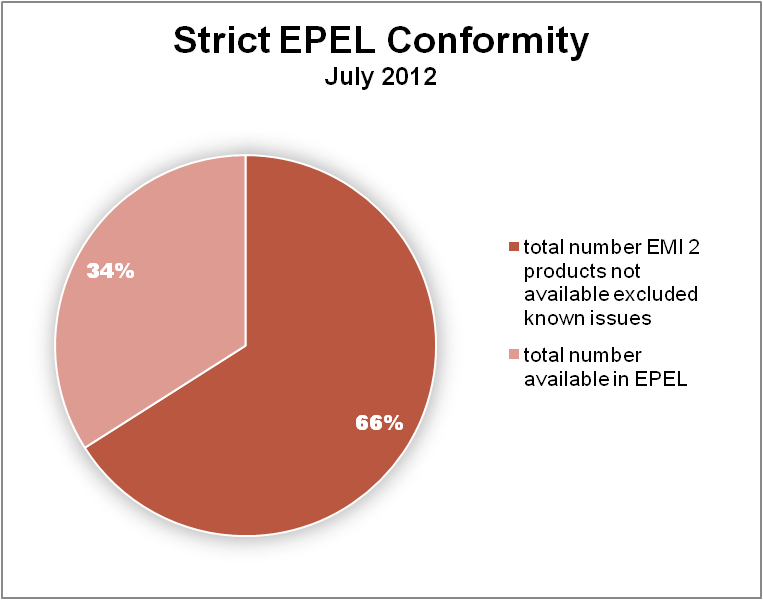 Strict EPEL Conformity
July 2012
34%
66%
total number EMI 2
products not
available excluded
known issues
total number
available in EPEL